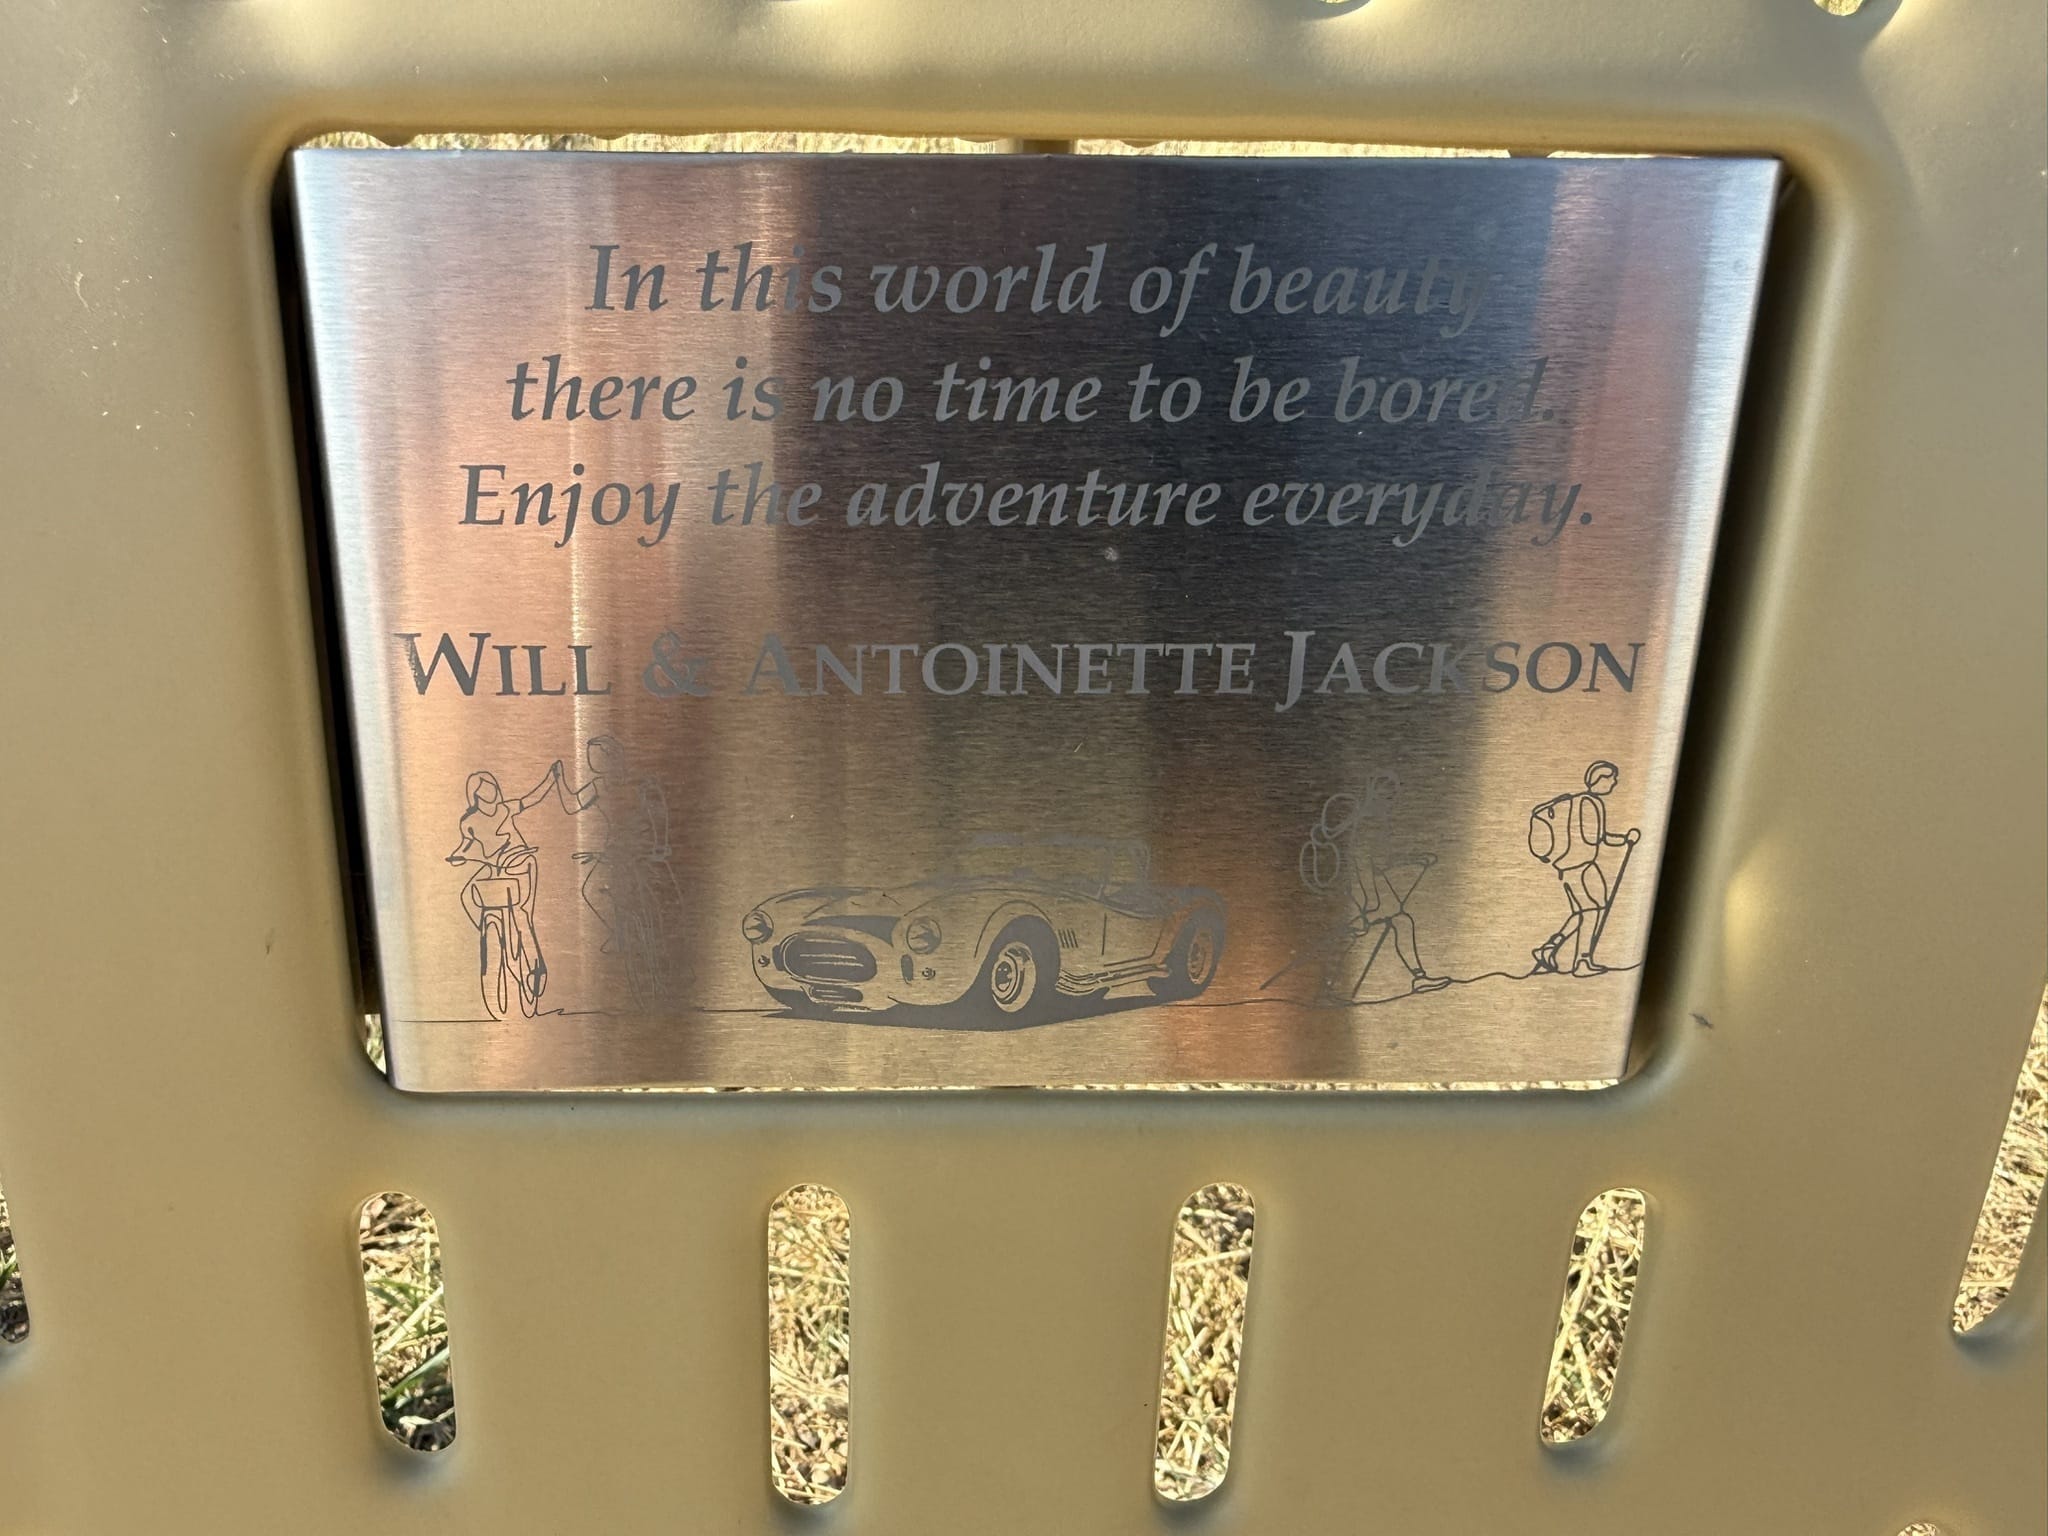 In this world of beauty
there is no time to be bored.
Enjoy the adventure everyday.
WILL & ANTOINETTE JACKSON